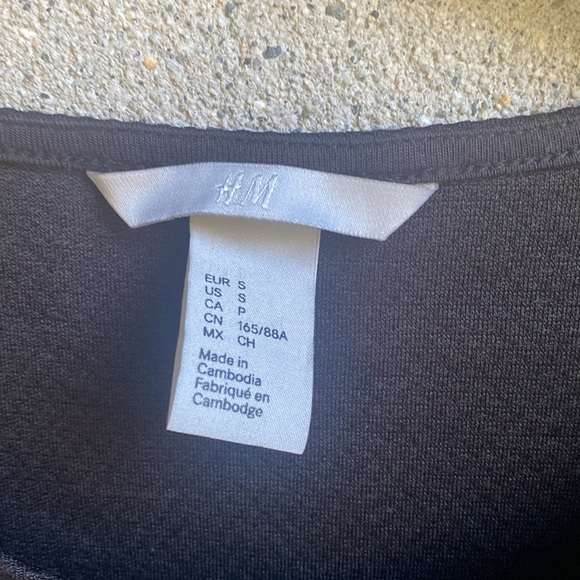 H&M
EUR S
US S
CA P
CN 165/88A
MX CH
Made in
Cambodia
Fabriqué en
Cambodge